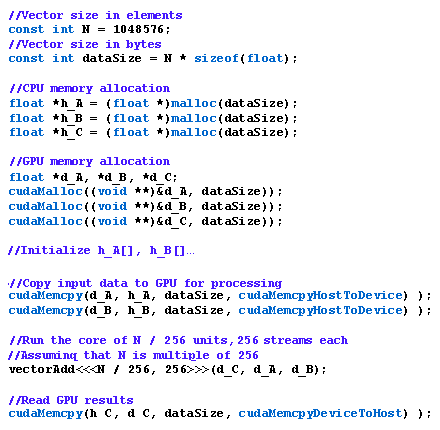 //Vector size in elements
const int N = 1048576;
//Vector size in bytes
const int dataSize = N * sizeof(float);
//CPU memory allocation
float *h_A = (float *)malloc(dataSize);
float *h_B = (float *)malloc(dataSize);
float *h_C = (float *)malloc(dataSize);
//GPU memory allocation
float *d_A, *d_B, *d_C;
cudaMalloc((void **)&d_A, dataSize));
cudaMalloc((void **)&d_B, dataSize));
cudaMalloc((void **)&d_C, dataSize));
//Initialize h_A[], h_B[]…
//Copy input data to GPU for processing
cudaMemcpy(d_A, h_A, dataSize, cudaMemcpyHostToDevice) );
cudaMemcpy(d_B, h_B, dataSize, cudaMemcpyHostToDevice) );
//Run the core of N / 256 units, 256 streams each
//Assuming that N is multiple of 256
vectorAdd<<<N / 256, 256>>>(d_C, d_A, d_B);
//Read GPU results
cudaMemcpy(h_C, d_C, dataSize, cudaMemcpyDeviceToHost) );